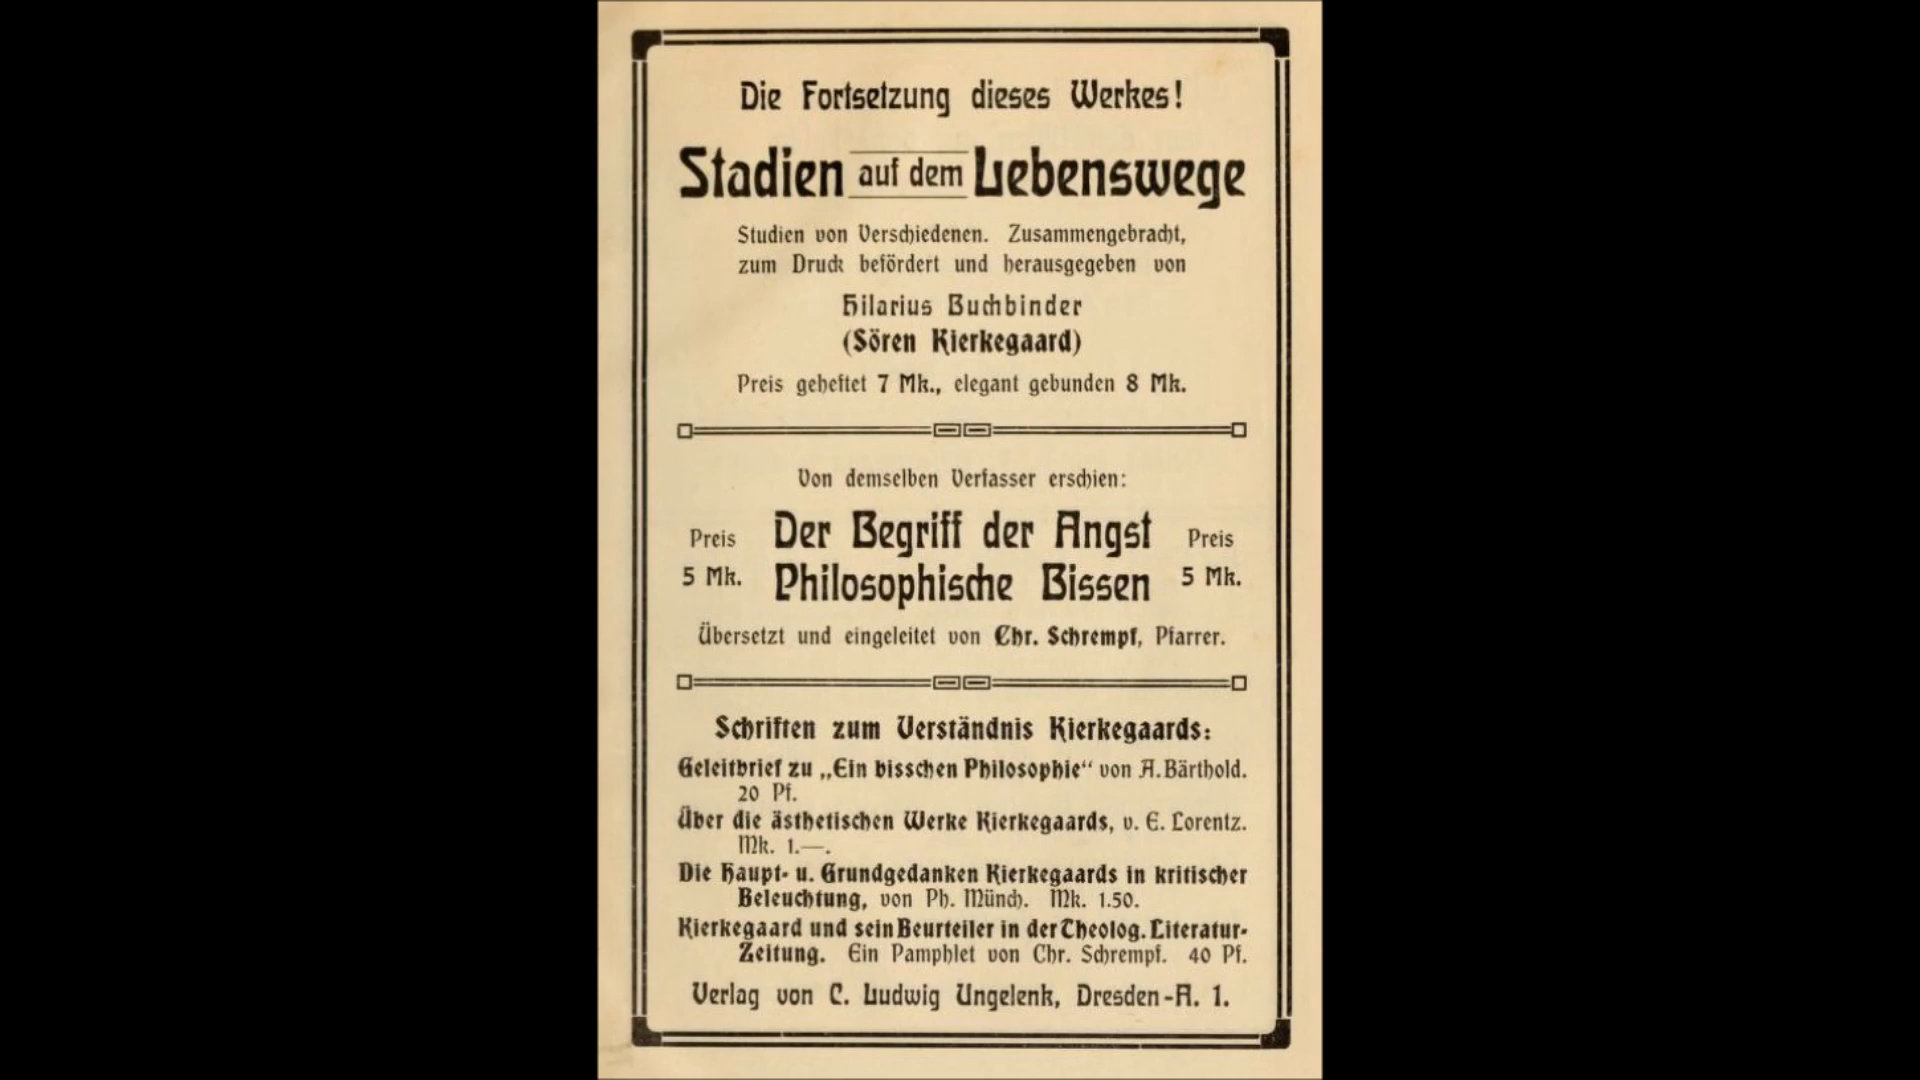 Die Fortsetzung dieses Werkes!
Stadien auf dem Lebenswege
Studien von Verschiedenen. Zusammengebracht,
zum Druck befördert und herausgegeben von
Hilarius Buchbinder
(Sören Kierkegaard)
Preis geheftet 7 Mk., elegant gebunden 8 Mk.
Von demselben Verfasser erschien:
Preis Der Begriff der Angst Preis
5 Mk. Philosophische Bissen 5 Mk.
Übersetzt und eingeleitet von Chr. Schrempf, Pfarrer.
Schriften zum Verständnis Kierkegaards:
Geleitbrief zu „Ein bisschen Philosophie“ von A. Bärthold.
20 Pf.
Über die ästhetischen Werke Kierkegaards, v. E. Lorentz.
Mk. 1.—.
Die Haupt- u. Grundgedanken Kierkegaards in kritischer
Beleuchtung, von Ph. Münch. Mk. 1.50.
Kierkegaard und sein Beurteiler in der Theolog. Literatur-
Zeitung. Ein Pamphlet von Chr. Schrempf. 40 Pf.
Verlag von C. Ludwig Ungelenk, Dresden-A. 1.